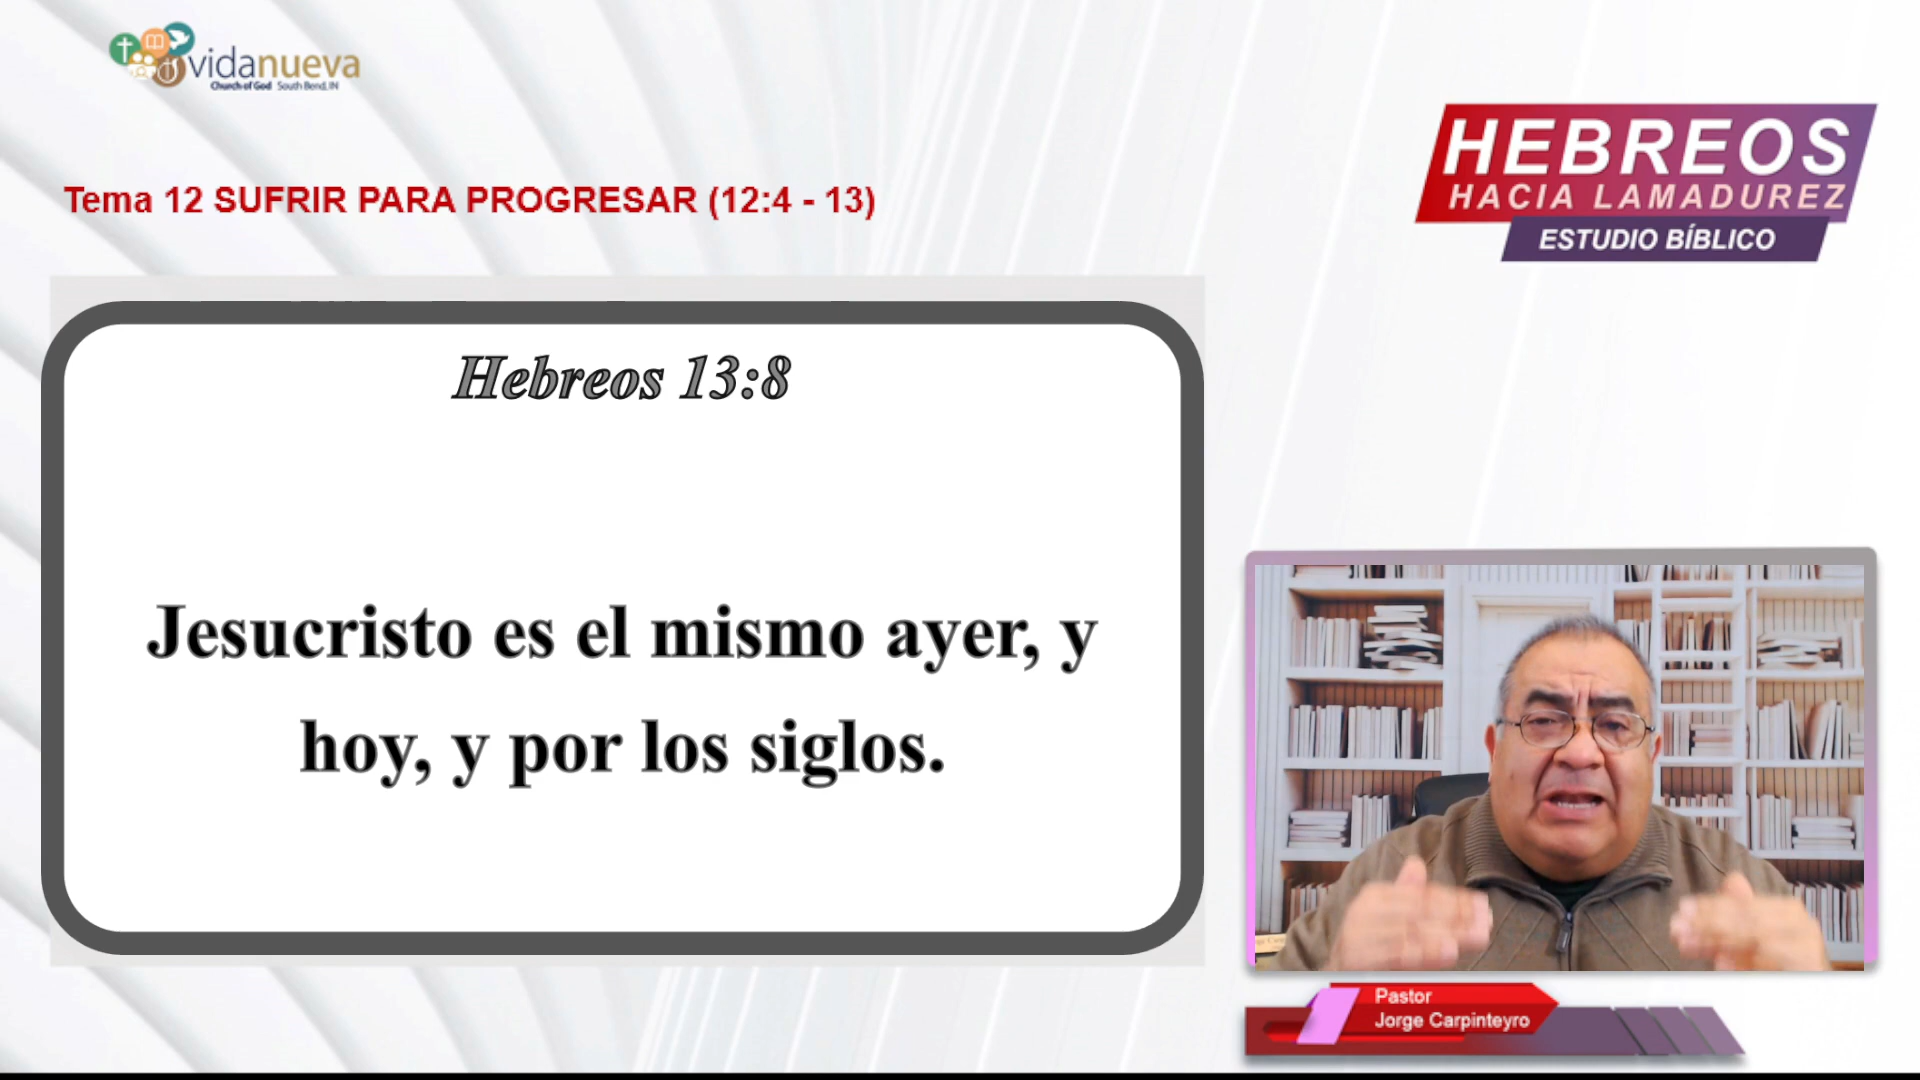 vidanueva
Church of God South Bend, IN
HEBREOS
HACIA LAMADUREZ
ESTUDIO BÍBLICO
Tema 12 SUFRIR PARA PROGRESAR (12:4 - 13)
Hebreos 13:8
Jesucristo es el mismo ayer, y
hoy, y por los siglos.
Pastor
Jorge Carpinteyro